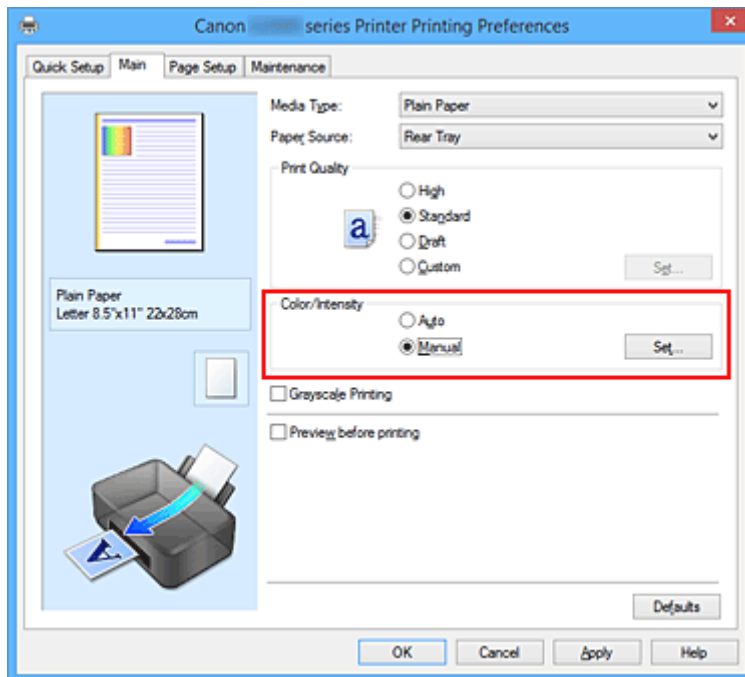 Canon series Printer Printing Preferences
Quick Setup Main Page Setup Maintenance
Media Type: Plain Paper
Paper Source: Rear Tray
Print Quality
High
Standard
Draft
Custom Set...
a
Plain Paper
Letter 8.5"x11" 22x28cm
Color/Intensity
Auto
Manual Set...
Grayscale Printing
Preview before printing
A
Defaults
OK Cancel Apply Help